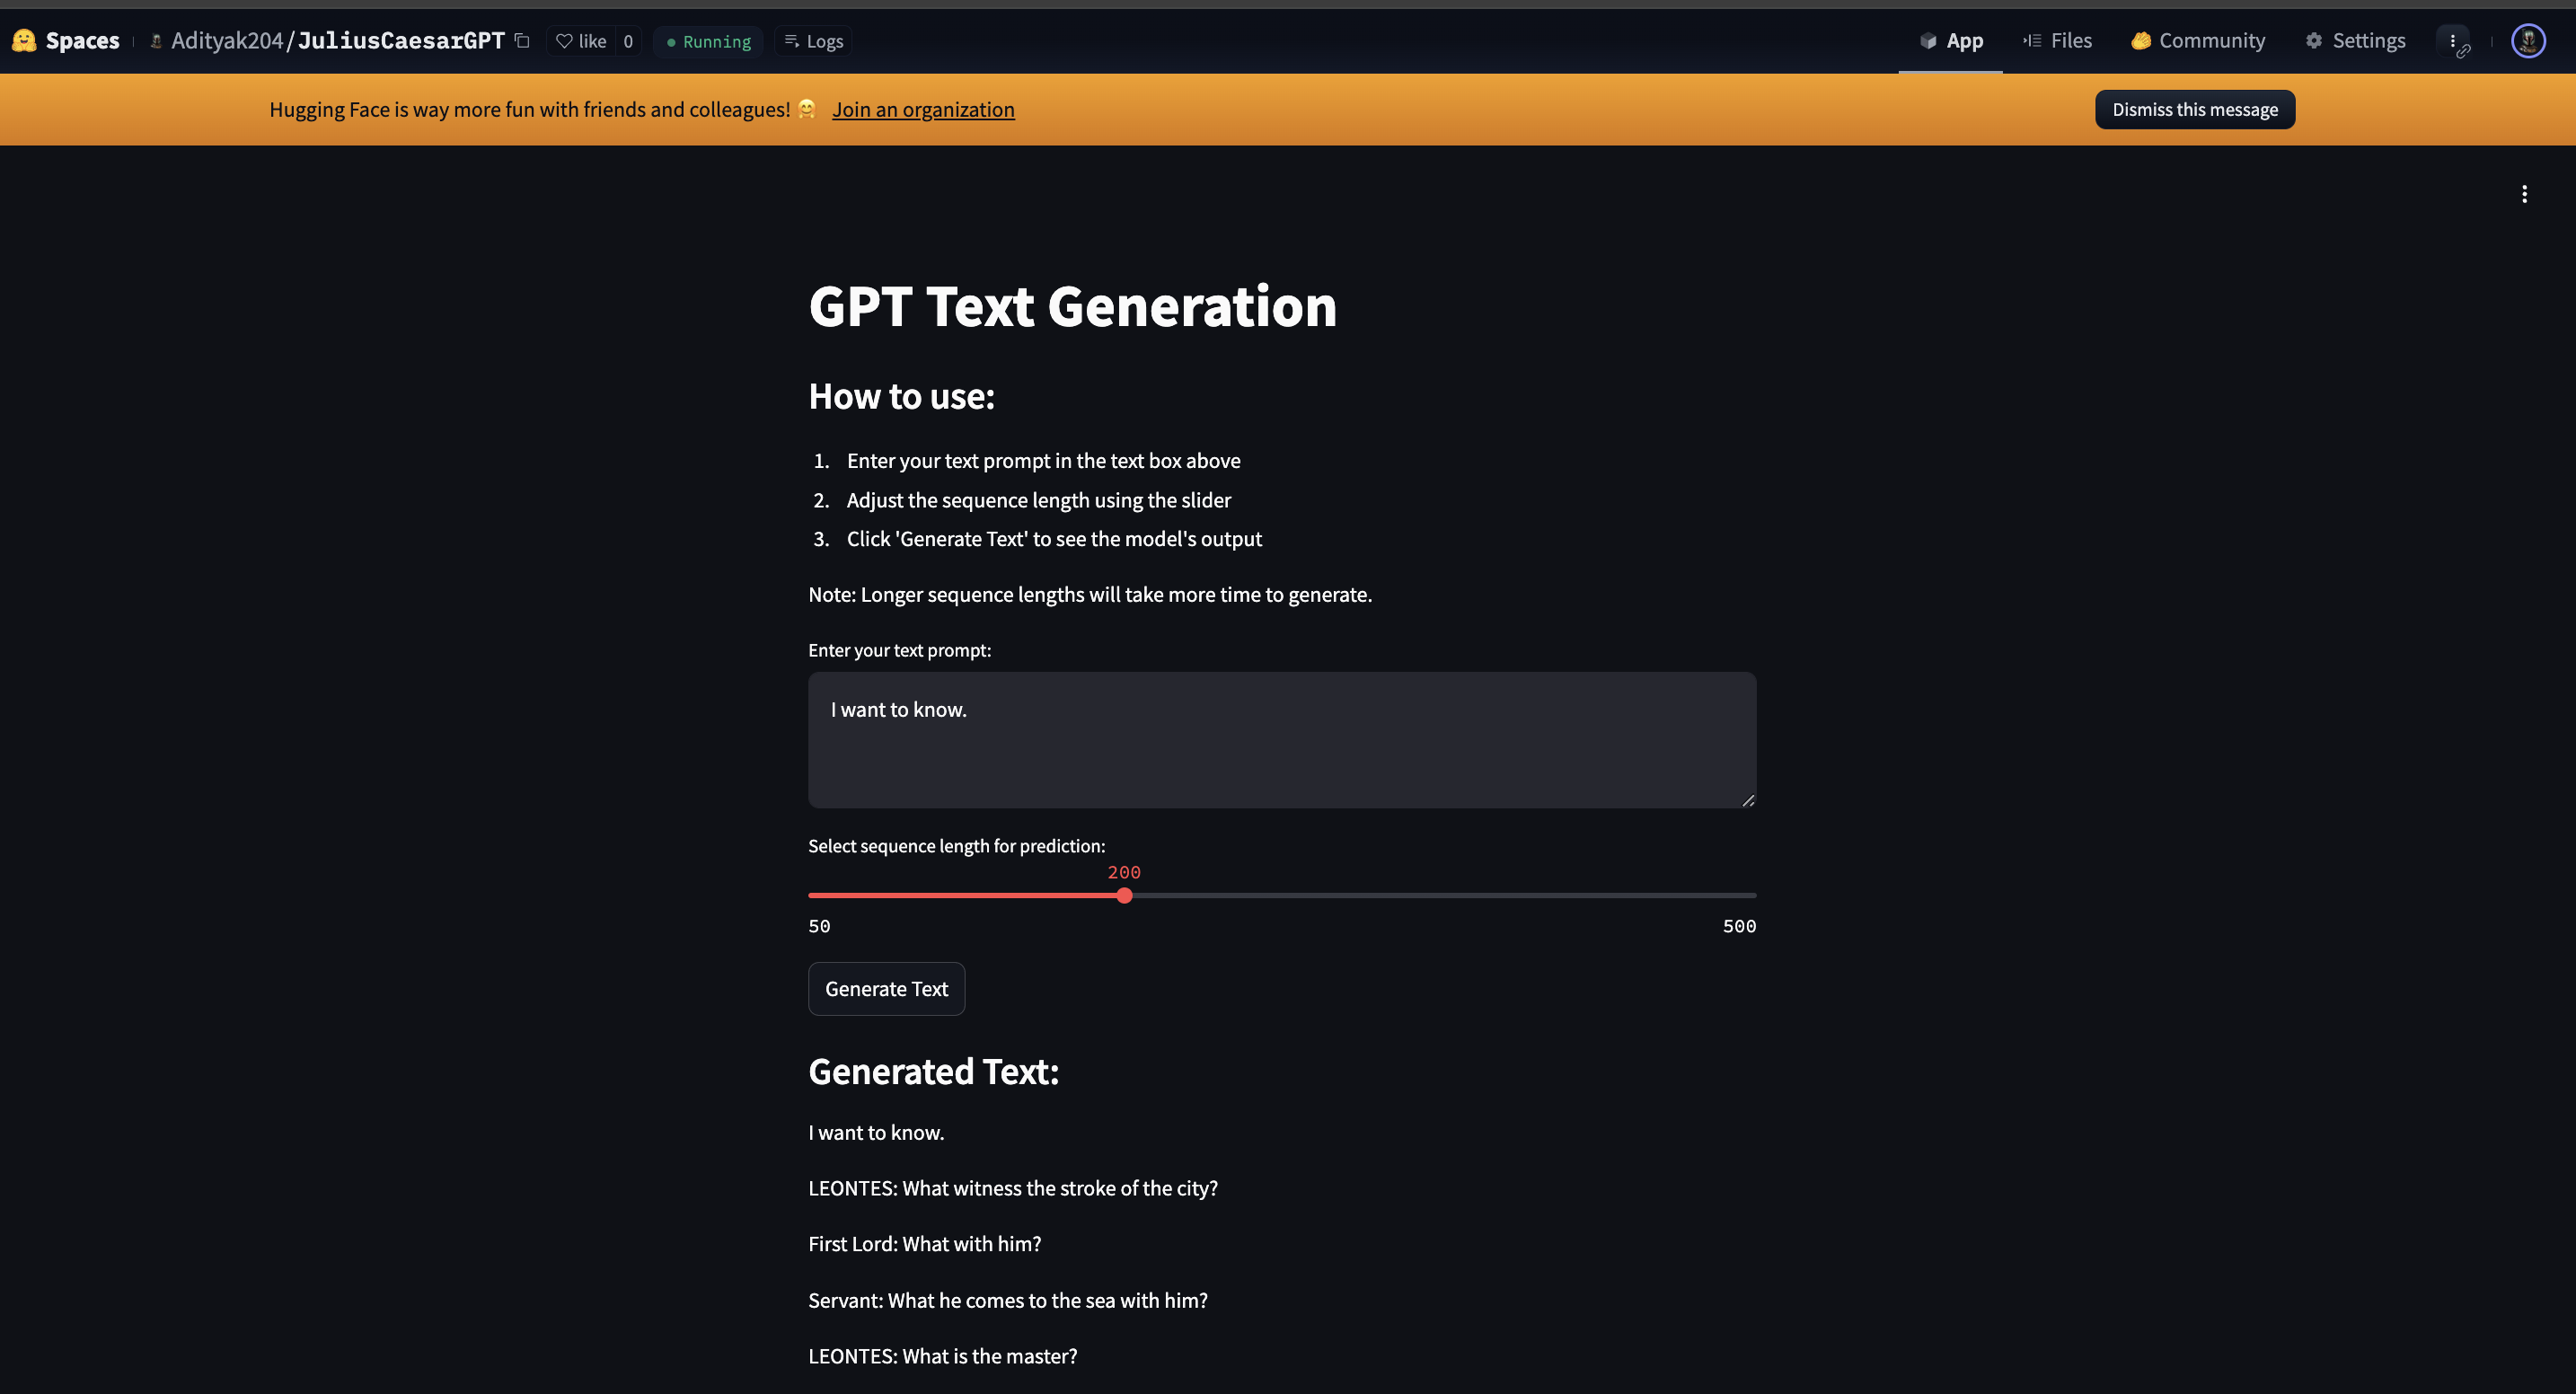 Spaces Adityak204/JuliusCaesarGPT like 0 Running Logs App Files Community Settings
Hugging Face is way more fun with friends and colleagues! 🤗 Join an organization Dismiss this message
GPT Text Generation
How to use:
1. Enter your text prompt in the text box above
2. Adjust the sequence length using the slider
3. Click 'Generate Text' to see the model's output
Note: Longer sequence lengths will take more time to generate.
Enter your text prompt:
I want to know.
Select sequence length for prediction:
200
50 500
Generate Text
Generated Text:
I want to know.
LEONTES: What witness the stroke of the city?
First Lord: What with him?
Servant: What he comes to the sea with him?
LEONTES: What is the master?